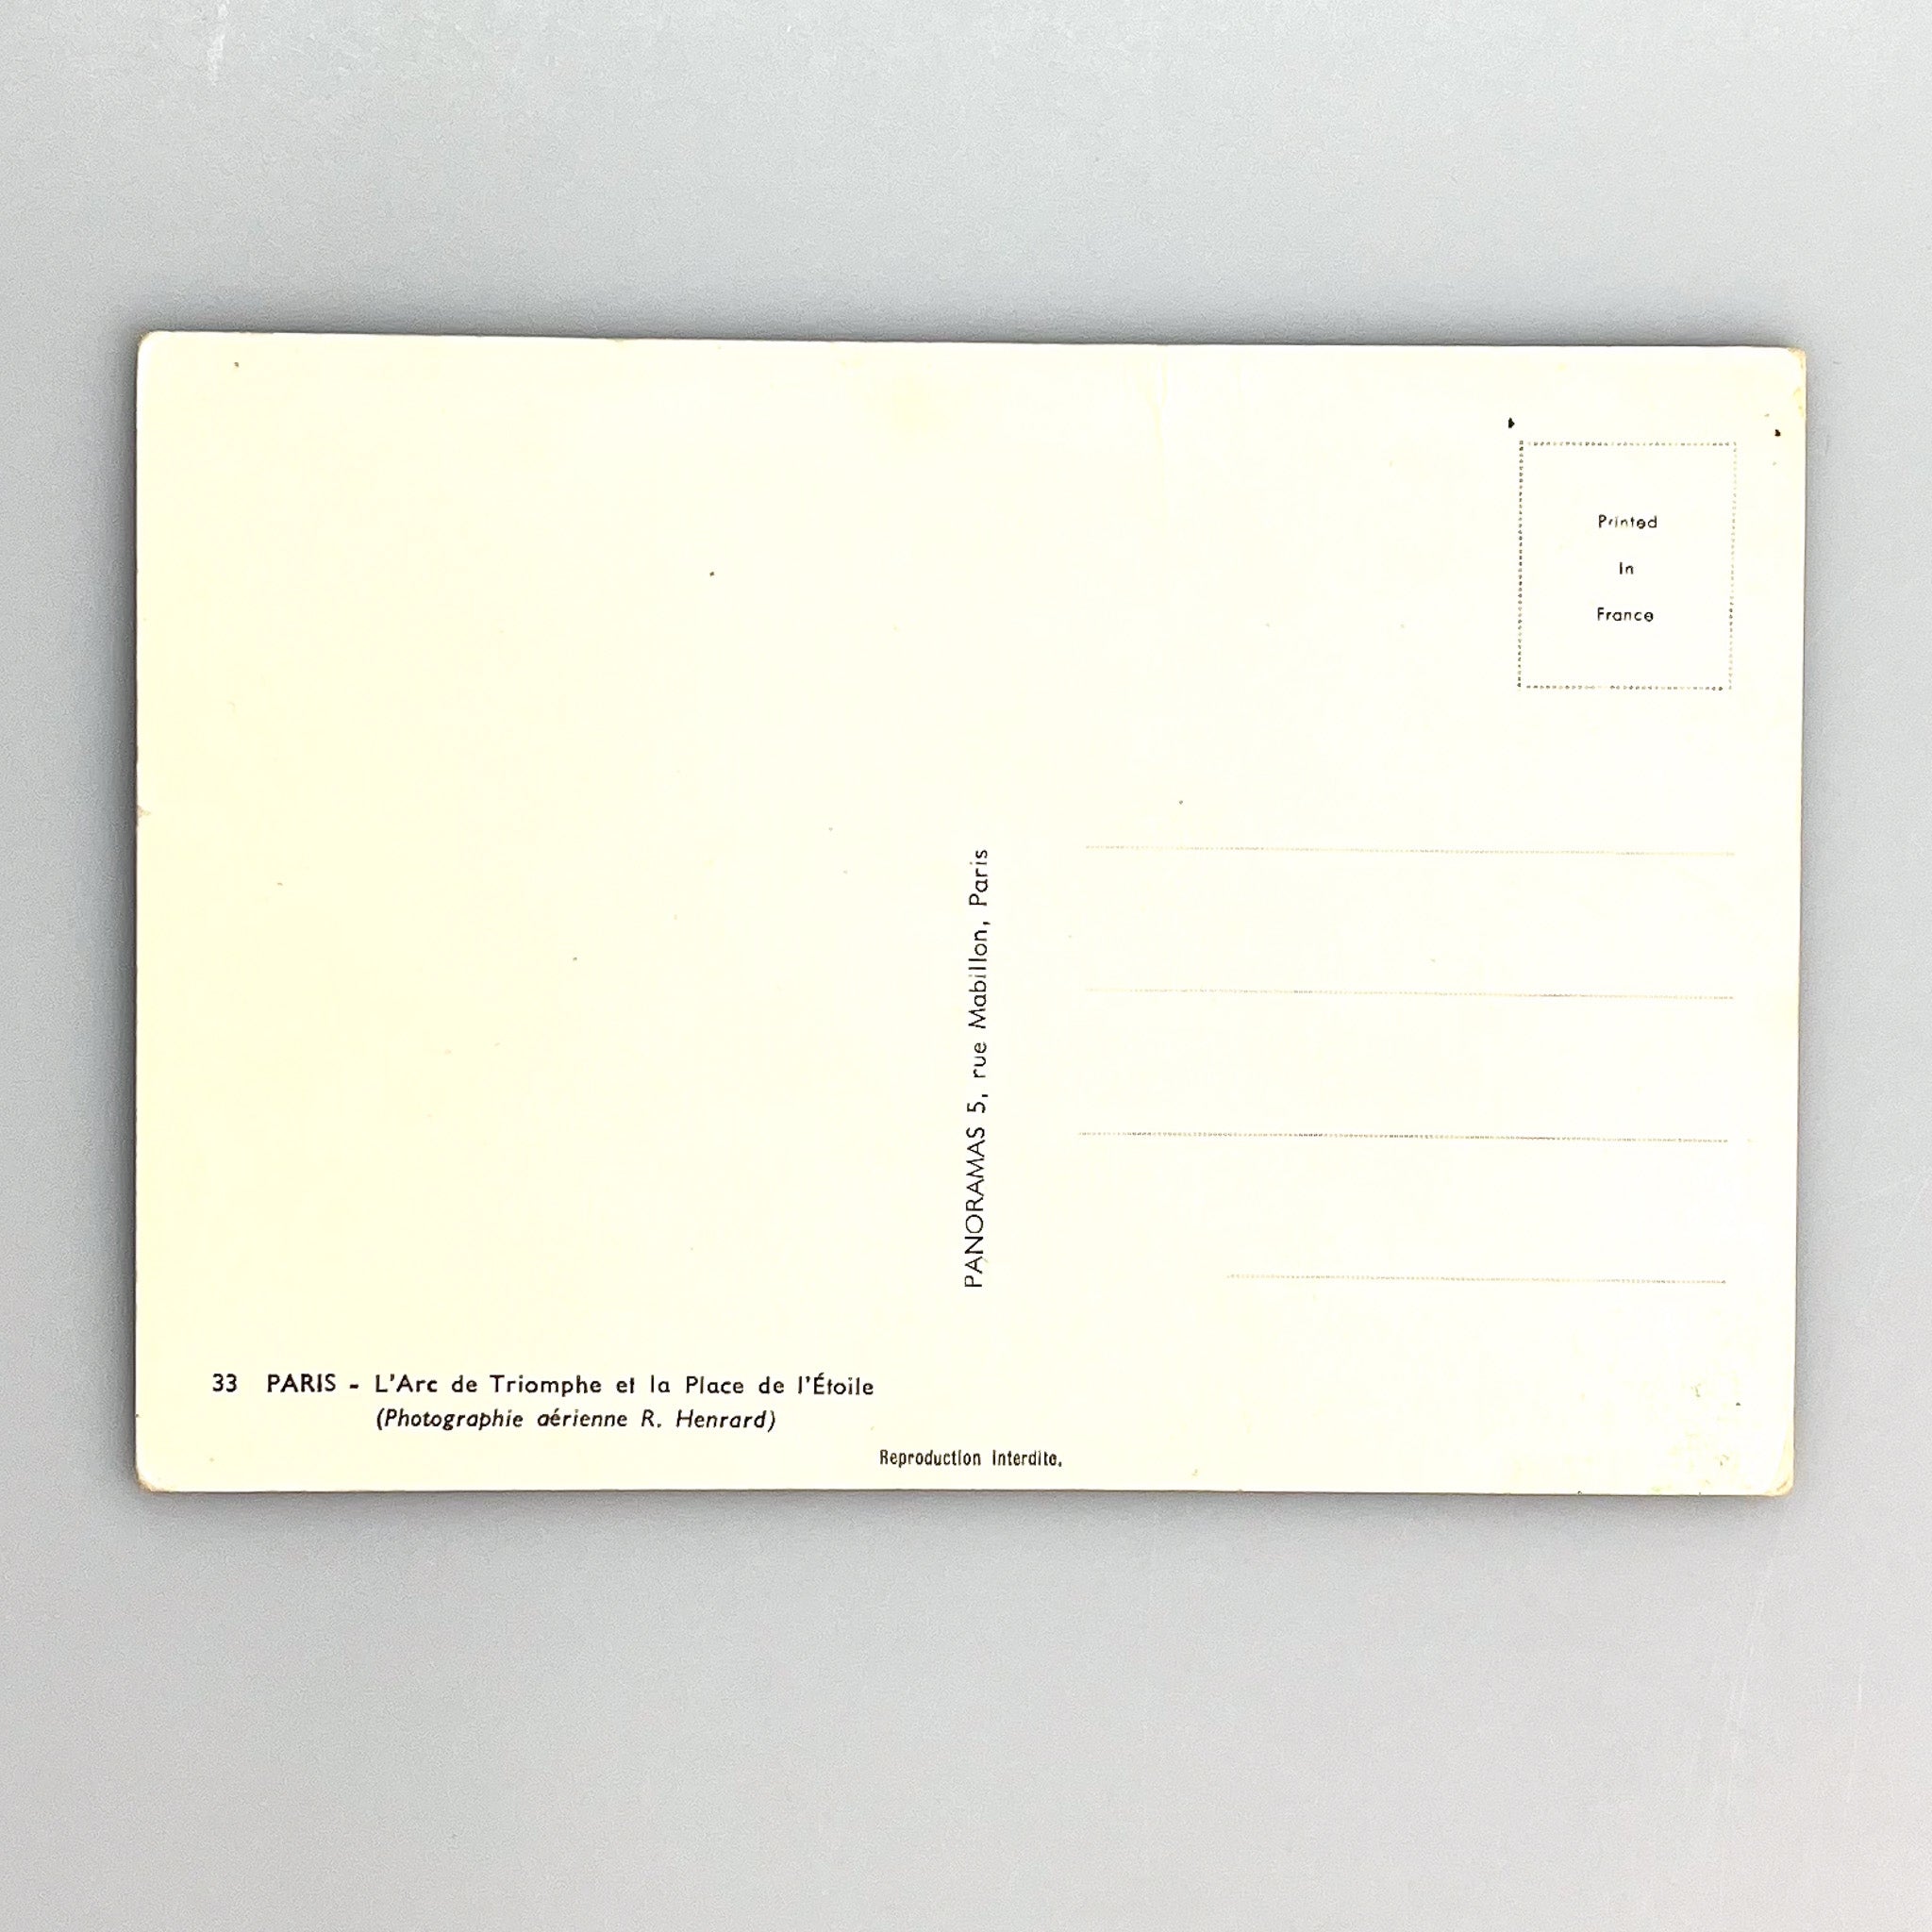 Printed
In
France
PANORAMAS 5, rue Mabillon, Paris
33 PARIS - L'Arc de Triomphe et la Place de l'Étoile
(Photographie aérienne R. Henrard)
Reproduction Interdite.